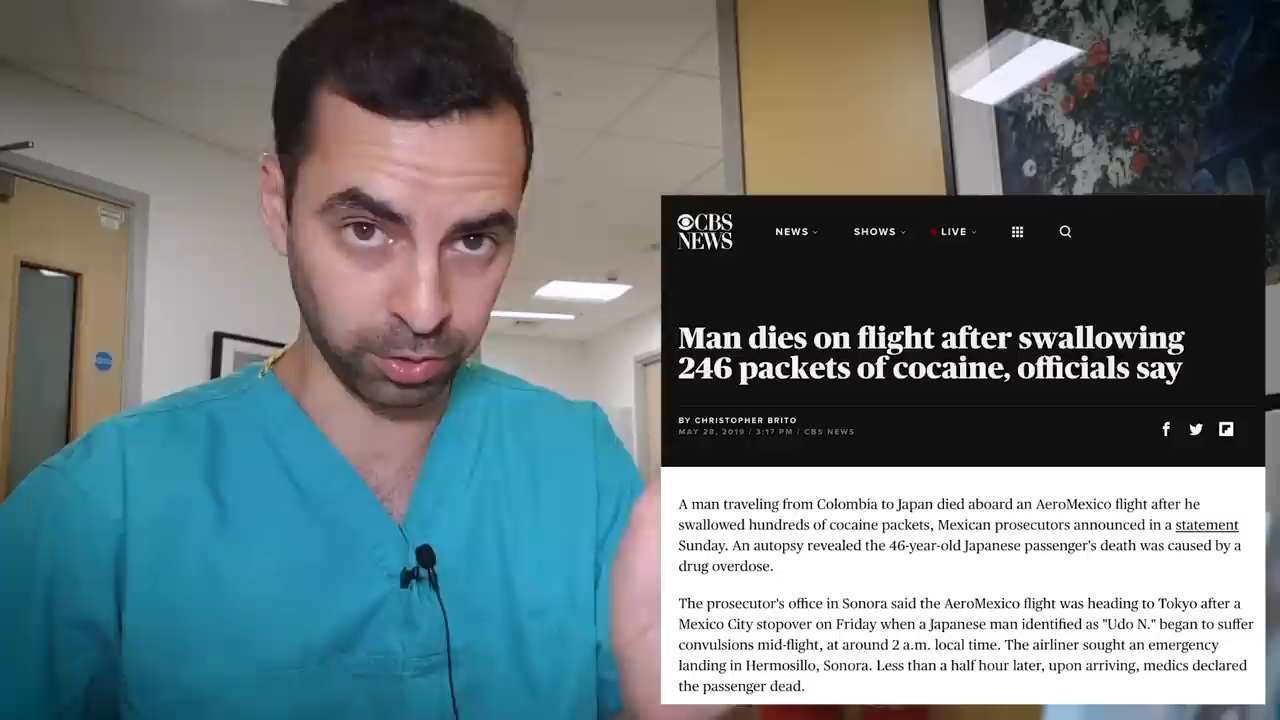 CBS
NEWS
NEWS
SHOWS
LIVE
Man dies on flight after swallowing
246 packets of cocaine, officials say
BY CHRISTOPHER BRITO
MAY 28, 2019 / 3:17 PM / CBS NEWS
A man traveling from Colombia to Japan died aboard an AeroMexico flight after he
swallowed hundreds of cocaine packets, Mexican prosecutors announced in a statement
Sunday. An autopsy revealed the 46-year-old Japanese passenger's death was caused by a
drug overdose.
The prosecutor's office in Sonora said the AeroMexico flight was heading to Tokyo after a
Mexico City stopover on Friday when a Japanese man identified as "Udo N." began to suffer
convulsions mid-flight, at around 2 a.m. local time. The airliner sought an emergency
landing in Hermosillo, Sonora. Less than a half hour later, upon arriving, medics declared
the passenger dead.